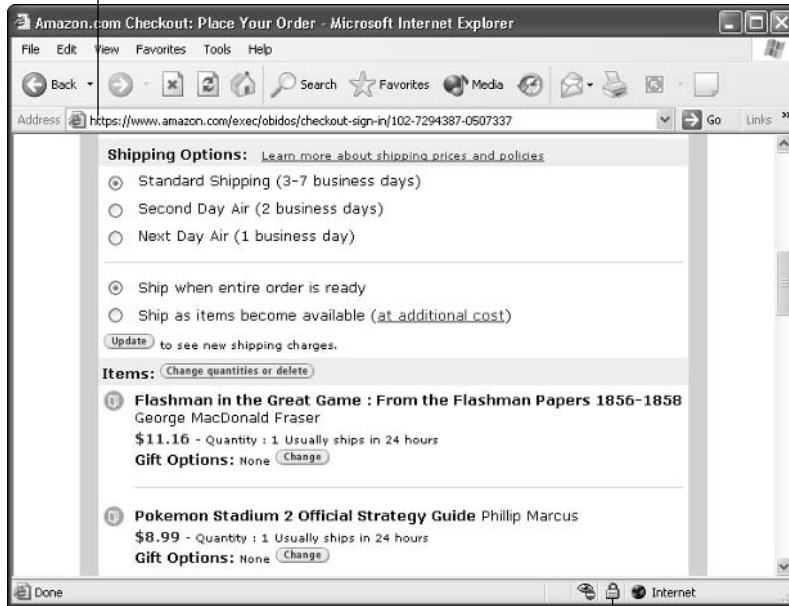 Amazon.com Checkout: Place Your Order - Microsoft Internet Explorer
File Edit View Favorites Tools Help
Back Search Favorites Media
Address https://www.amazon.com/exec/obidos/checkout-sign-in/102-7294387-0507337 Go Links »
Shipping Options: Learn more about shipping prices and policies
Standard Shipping (3-7 business days)
Second Day Air (2 business days)
Next Day Air (1 business day)
Ship when entire order is ready
Ship as items become available (at additional cost)
Update to see new shipping charges.
Items: Change quantities or delete
Flashman in the Great Game : From the Flashman Papers 1856-1858
George MacDonald Fraser
$11.16 - Quantity : 1 Usually ships in 24 hours
Gift Options: None Change
Pokemon Stadium 2 Official Strategy Guide Phillip Marcus
$8.99 - Quantity : 1 Usually ships in 24 hours
Gift Options: None Change
Done Internet